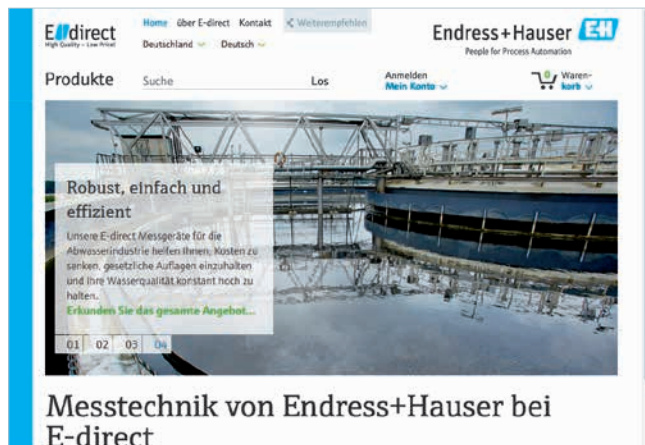 E direct
High Quality – Low Price!
Home über E-direct Kontakt Weiterempfehlen
Deutschland Deutsch
Endress+Hauser EH
People for Process Automation
Produkte Suche Los
Anmelden
Mein Konto
0 Waren-
korb
Robust, einfach und
effizient
Unsere E-direct Messgeräte für die
Abwasserindustrie helfen Ihnen, Kosten zu
senken, gesetzliche Auflagen einzuhalten
und Ihre Wasserqualität konstant hoch zu
halten.
Erkunden Sie das gesamte Angebot...
01 02 03 04
Messtechnik von Endress+Hauser bei
E-direct